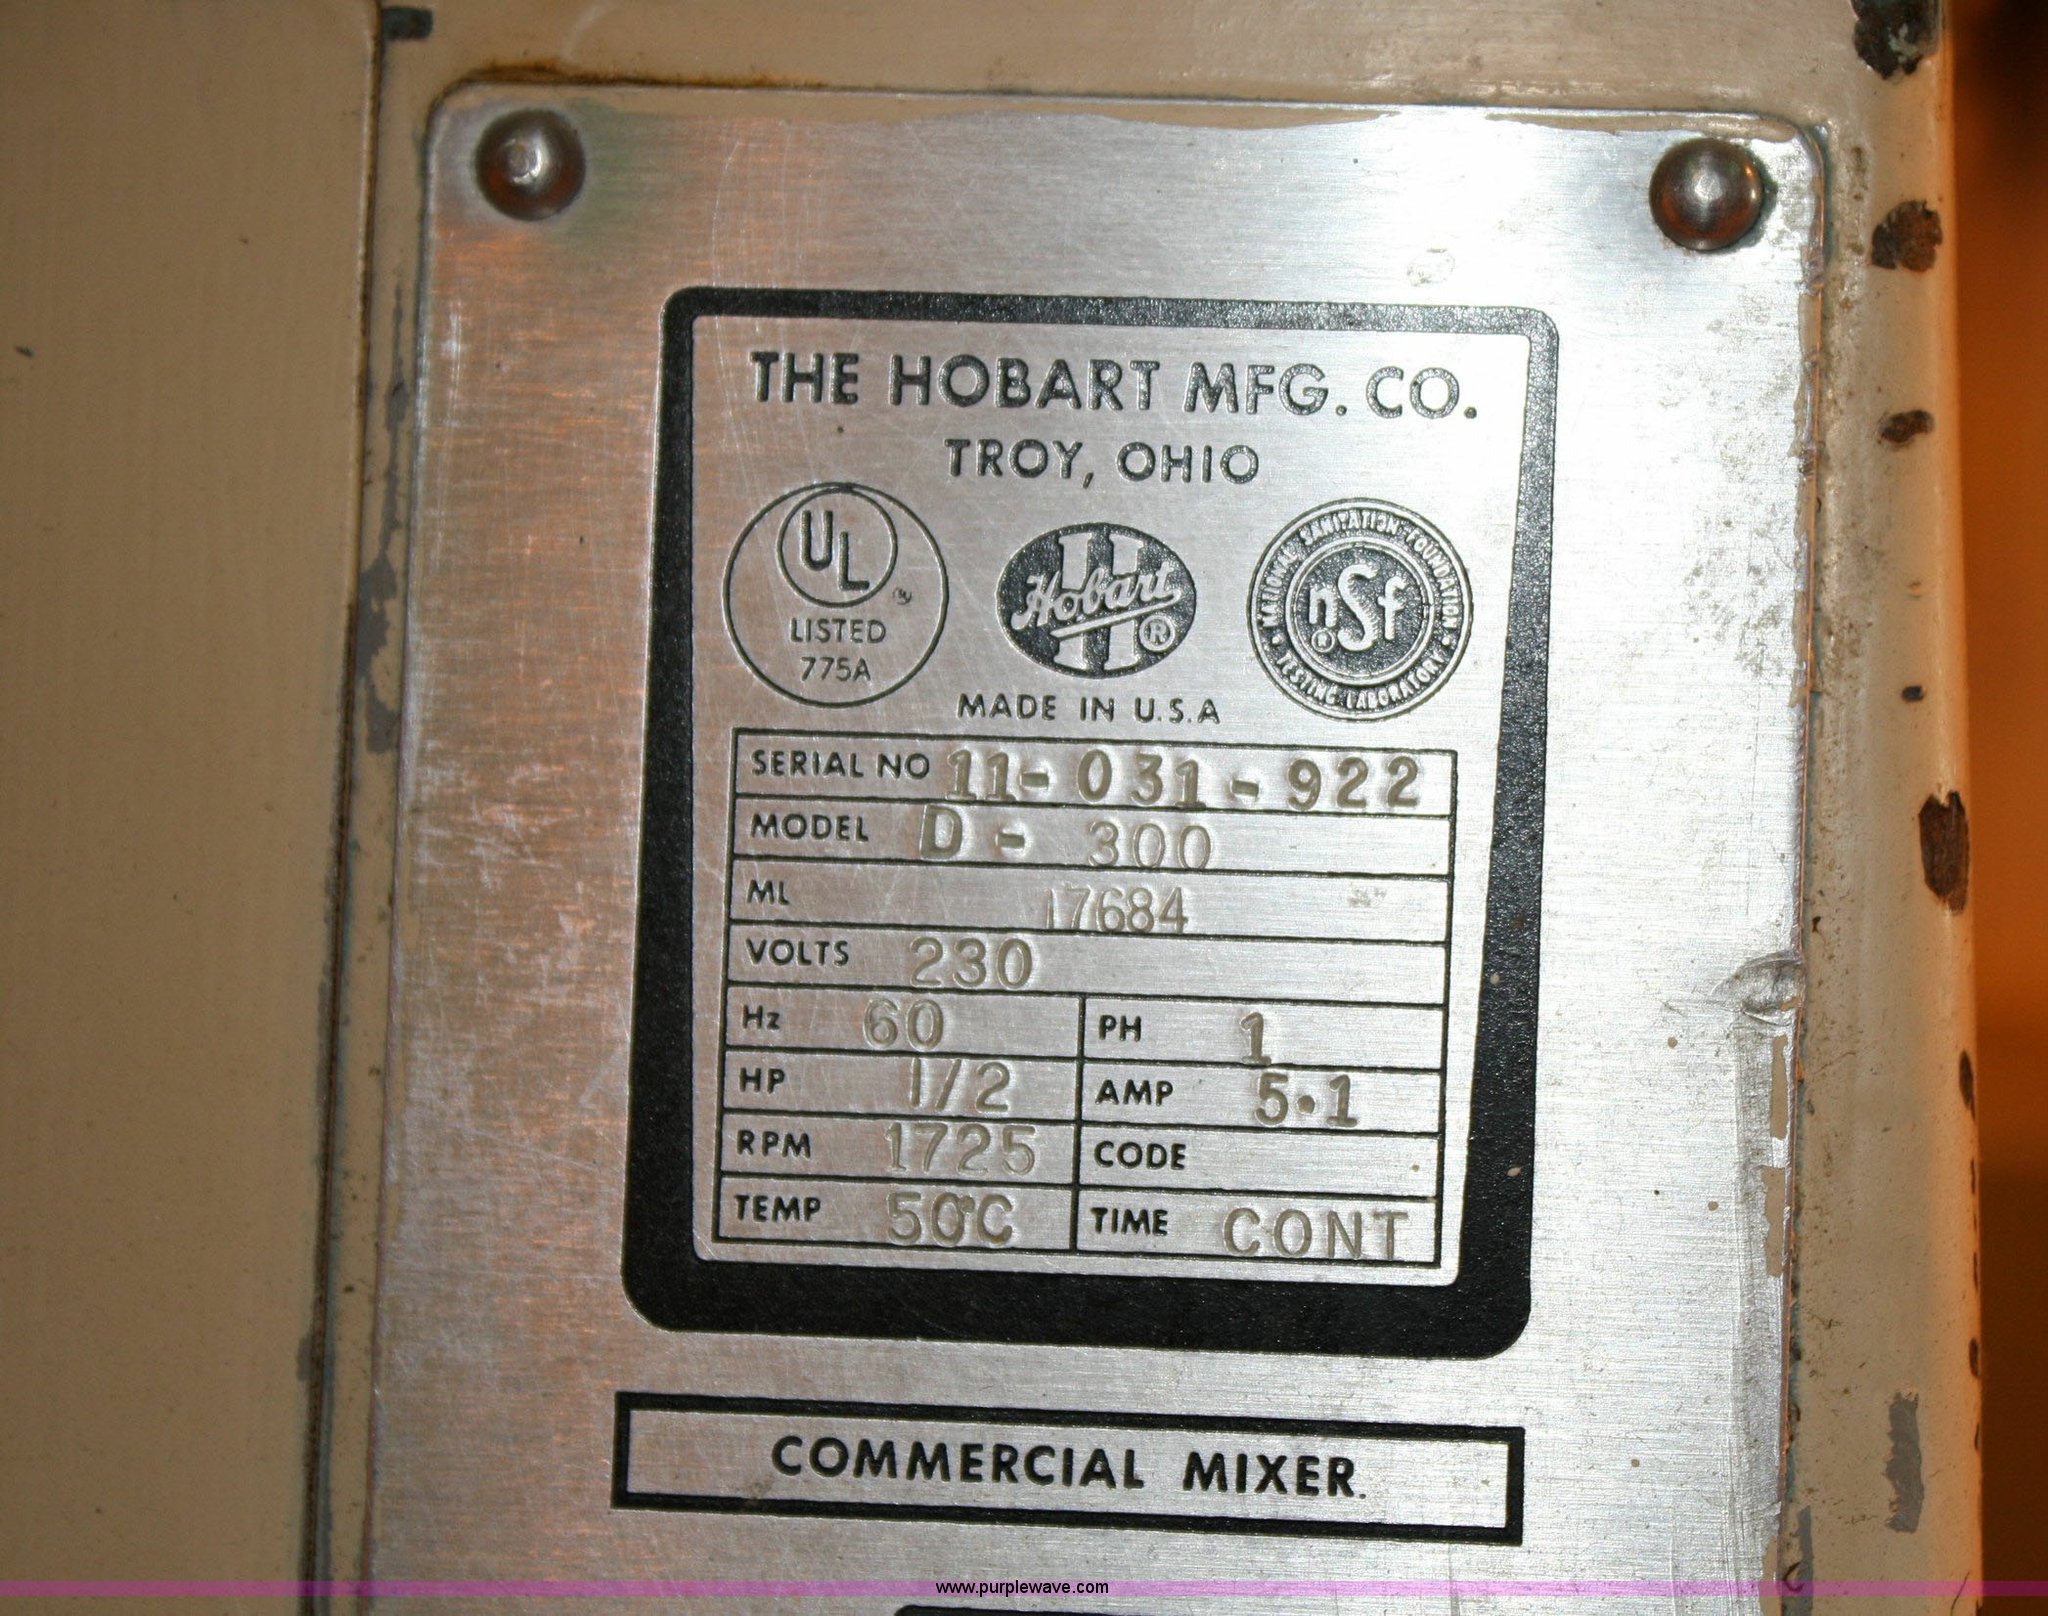 THE HOBART MFG. CO.
TROY, OHIO
UL
LISTED
775A
Hobart
H
®
NATIONAL SANITATION FOUNDATION
nsf
®
TESTING LABORATORY
MADE IN U.S.A
SERIAL NO 11-031-922
MODEL D - 300
ML 17684
VOLTS 230
Hz 60 PH 1
HP 1/2 AMP 5.1
RPM 1725 CODE
TEMP 50°C TIME CONT
COMMERCIAL MIXER.
www.purplewave.com